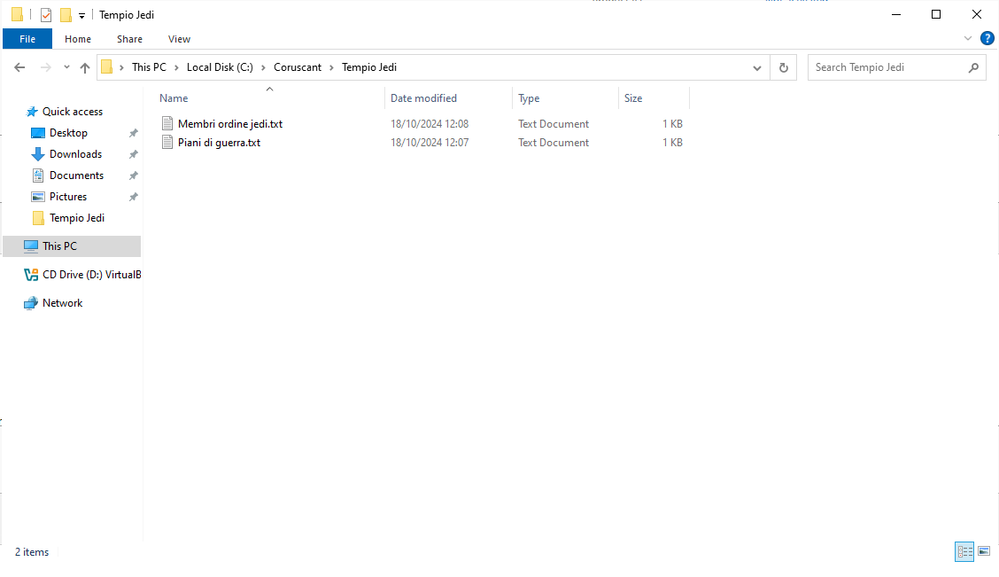 Tempio Jedi
File Home Share View
This PC Local Disk (C:) Coruscant Tempio Jedi
Search Tempio Jedi
Name Date modified Type Size
Membri ordine jedi.txt 18/10/2024 12:08 Text Document 1 KB
Piani di guerra.txt 18/10/2024 12:07 Text Document 1 KB
Quick access
Desktop
Downloads
Documents
Pictures
Tempio Jedi
This PC
CD Drive (D:) VirtualB
Network
2 items